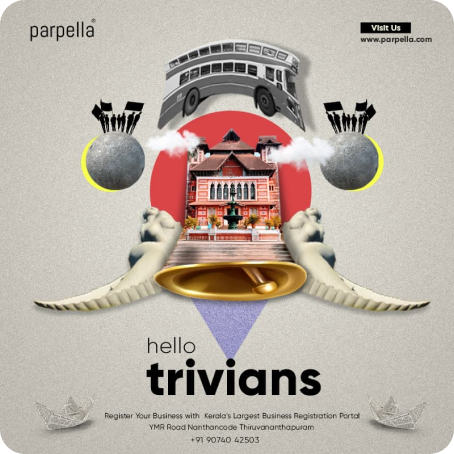 parpella®
Visit Us
www.parpella.com
hello
trivians
Register Your Business with Kerala's Largest Business Registration Portal
YMR Road Nanthancode Thiruvananthapuram
+91 90740 42503